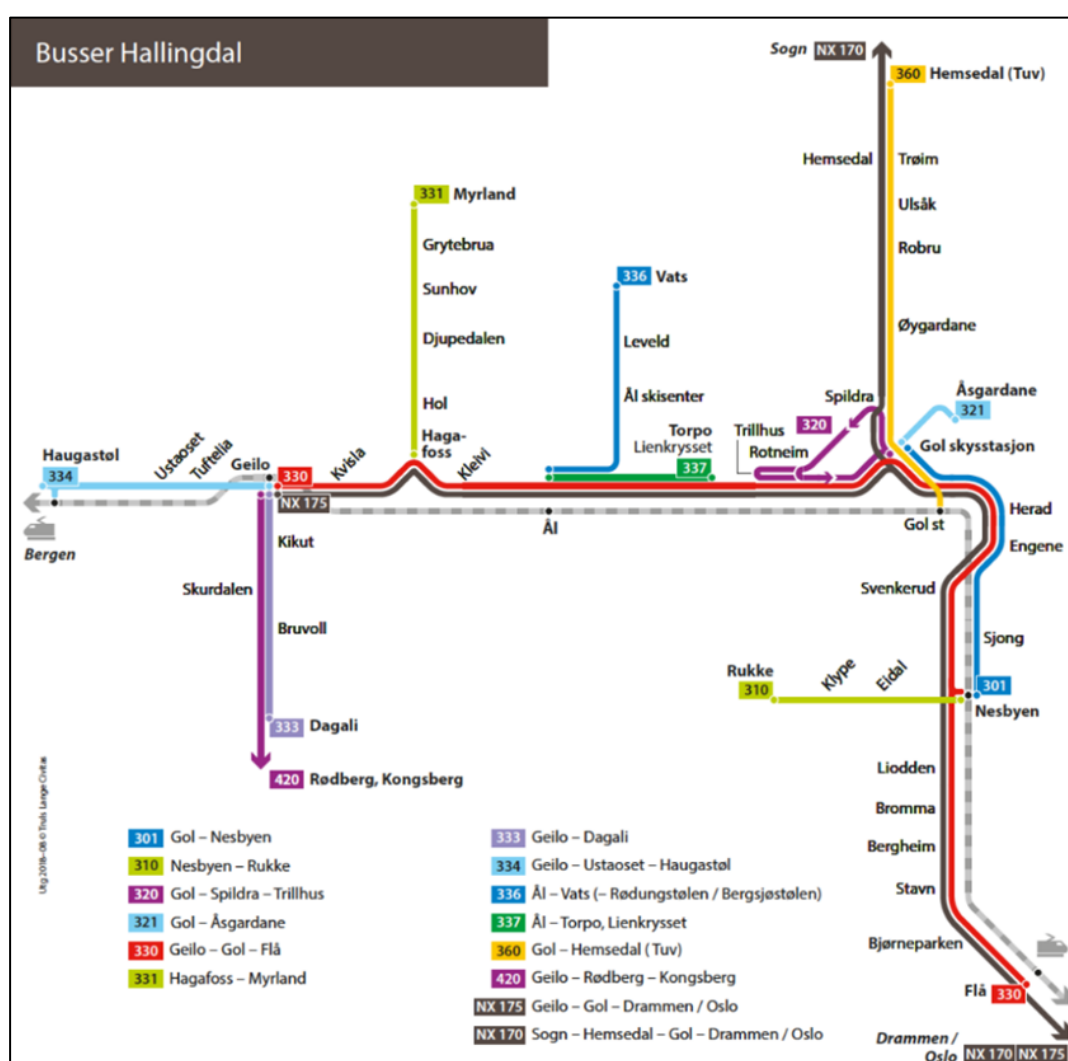 Busser Hallingdal
Sogn NX 170
360 Hemsedal (Tuv)
Hemsedal
Trøim
Ulsåk
Robru
Øygardane
331 Myrland
Grytebrua
Sunhov
Djupedalen
Hol
Haga-
foss
336 Vats
Leveld
Ål skisenter
Spildra
320
Åsgardane
321
Gol skysstasjon
Torpo
Lienkrysset
337
Trillhus
Rotneim
Haugastøl
334
Ustaoset
Tuftelia
Geilo
330
NX 175
Kvisla
Kleivi
Bergen
Ål
Gol st
Herad
Engene
Kikut
Skurdalen
Bruvoll
Svenkerud
Sjong
Rukke
310
Klype
Eidal
301
Nesbyen
333 Dagali
420 Rødberg, Kongsberg
Liodden
Bromma
Bergheim
Stavn
Bjørneparken
Flå 330
Drammen /
Oslo NX 170 NX 175
301 Gol – Nesbyen
310 Nesbyen – Rukke
320 Gol – Spildra – Trillhus
321 Gol – Åsgardane
330 Geilo – Gol – Flå
331 Hagafoss – Myrland
333 Geilo – Dagali
334 Geilo – Ustaoset – Haugastøl
336 Ål – Vats (– Rødungstølen / Bergsjøstølen)
337 Ål – Torpo, Lienkrysset
360 Gol – Hemsedal (Tuv)
420 Geilo – Rødberg – Kongsberg
NX 175 Geilo – Gol – Drammen / Oslo
NX 170 Sogn – Hemsedal – Gol – Drammen / Oslo
Utg 2018–08 © Truls Lange Civitas